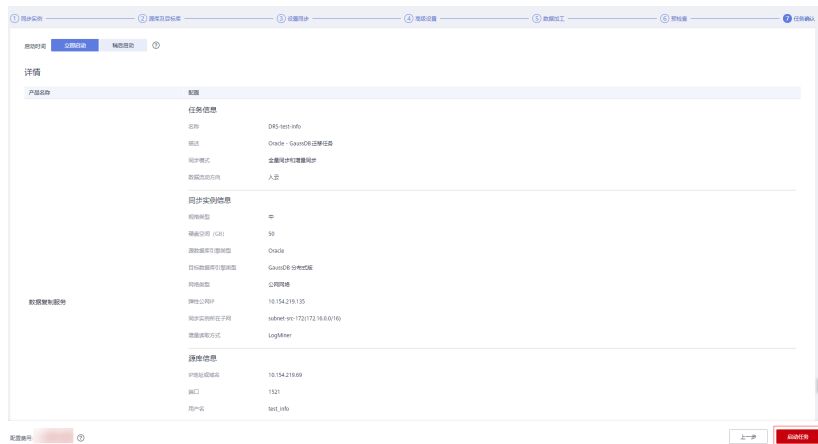 1 同步实例 2 源库及目标库 3 设置同步 4 高级设置 5 数据加工 6 预检查 7 任务确认
启动时间 立即启动 稍后启动 ?
详情
产品名称 配置
任务信息
名称 DRS-test-info
描述 Oracle - GaussDB迁移任务
同步模式 全量同步和增量同步
数据流动方向 入云
同步实例信息
规格类型 中
磁盘空间 (GB) 50
源数据库引擎类型 Oracle
目标数据库引擎类型 GaussDB 分布式版
网络类型 公网网络
数据复制服务
弹性公网IP 10.154.219.135
同步实例所在子网 subnet-src-172(172.16.0.0/16)
增量读取方式 LogMiner
源库信息
IP地址或域名 10.154.219.69
端口 1521
用户名 test_info
配置费用 ? 上一步 启动任务